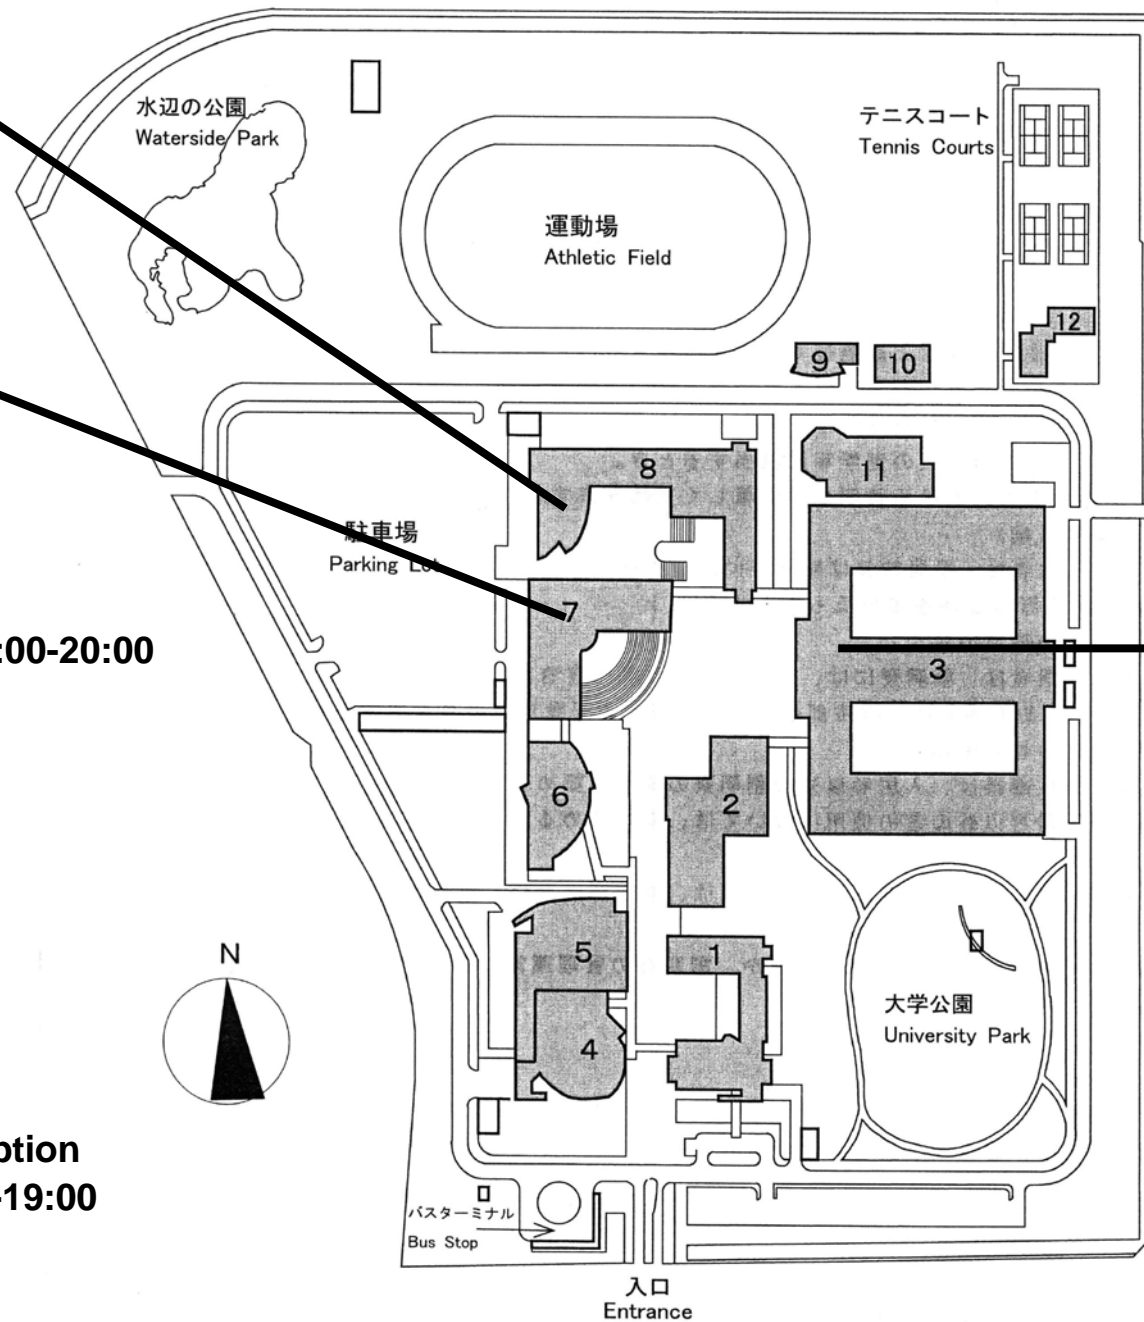 水辺の公園
Waterside Park
テニスコート
Tennis Courts
運動場
Athletic Field
12
9
10
8
11
駐車場
Parking
7
:00-20:00
3
6
2
N
5
1
4
大学公園
University Park
ption
-19:00
バスターミナル
Bus Stop
入口
Entrance